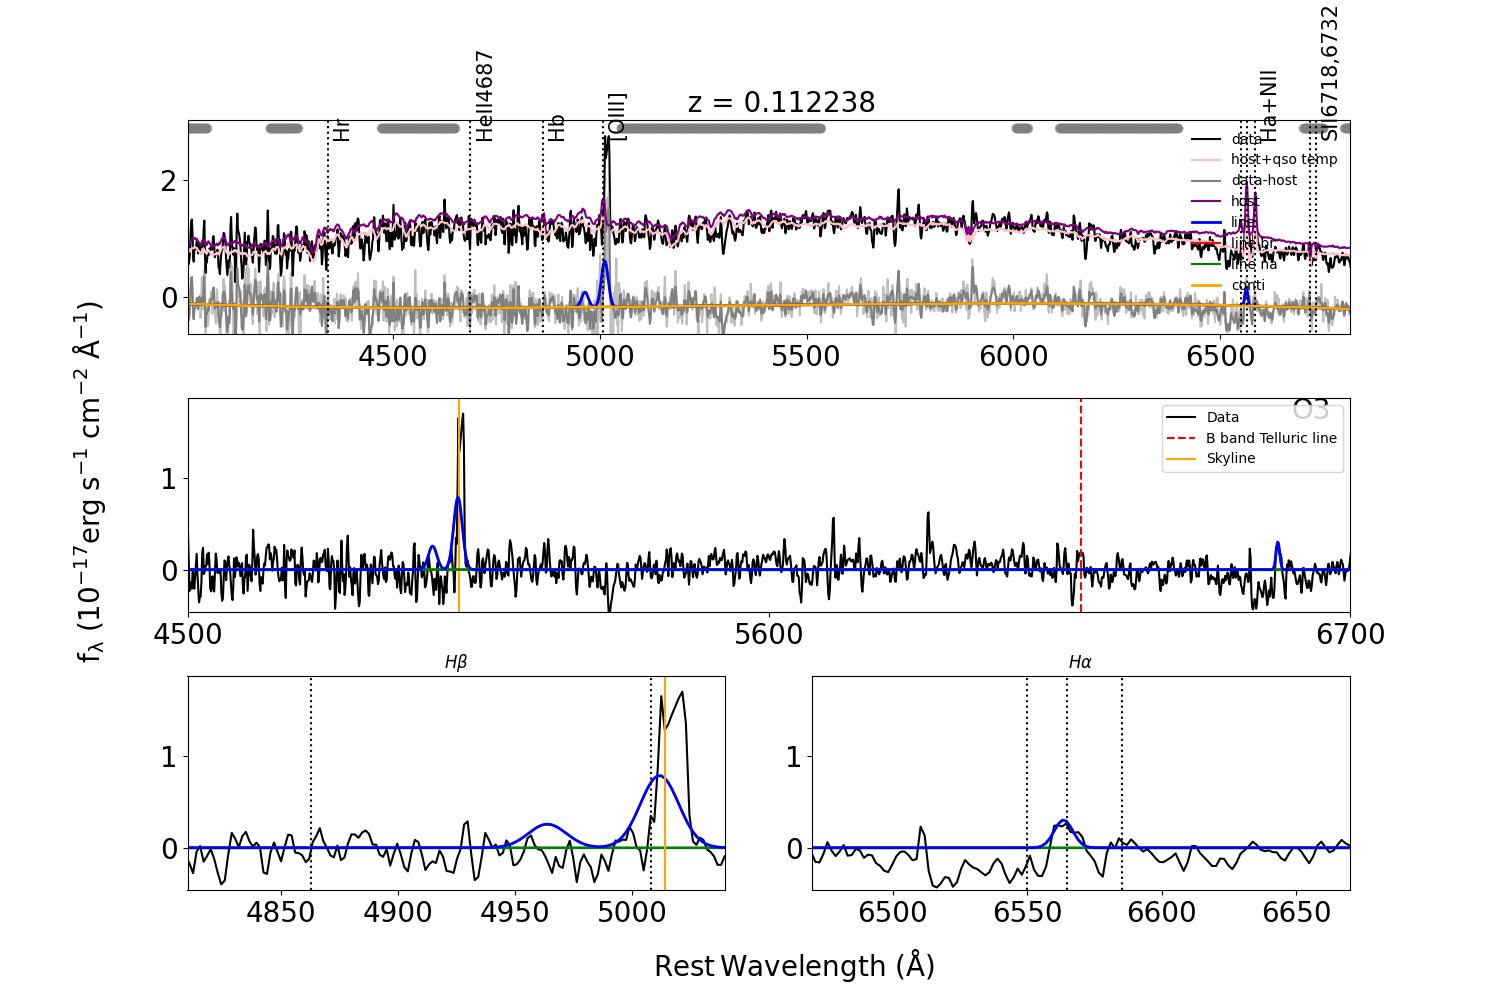 z = 0.112238
Hr
HeII4687
Hb
[OIII]
Ha+NII
SII6718,6732
data
host+qso temp
data-host
host
line
line br
line na
conti
2
0
4500
5000
5500
6000
6500
O3
Data
B band Telluric line
Skyline
1
0
4500
5600
6700
fλ (10⁻¹⁷erg s⁻¹ cm⁻² Å⁻¹)
Hβ
1
0
4850
4900
4950
5000
Hα
1
0
6500
6550
6600
6650
Rest Wavelength (Å)